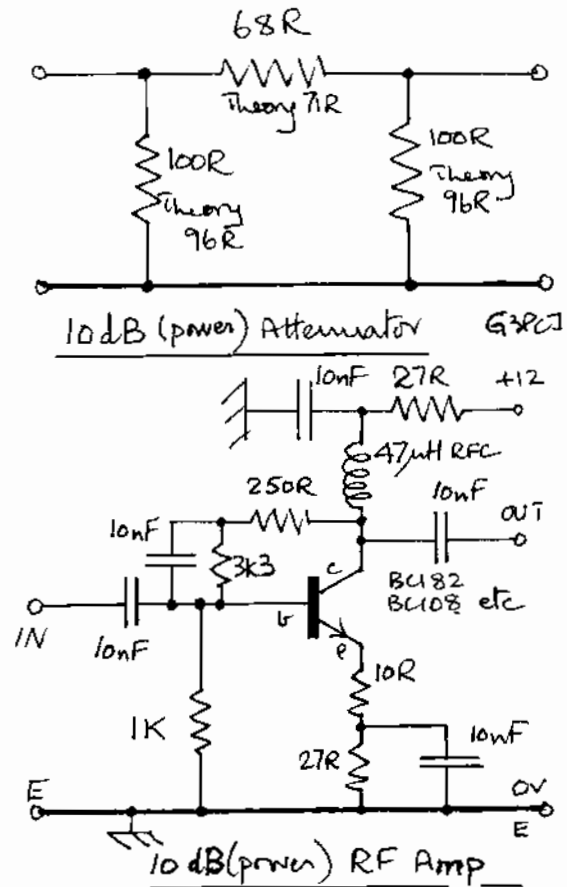 68R
Theory 71R
100R
Theory
96R
100R
Theory
96R
10dB (power) Attenuator
G3PCJ
10nF
27R
+12
47µH RFC
250R
10nF
OUT
10nF
3k3
c
BC182
BC108 etc
b
IN
10nF
e
10R
1K
27R
10nF
E
OV
E
10dB(power) RF Amp